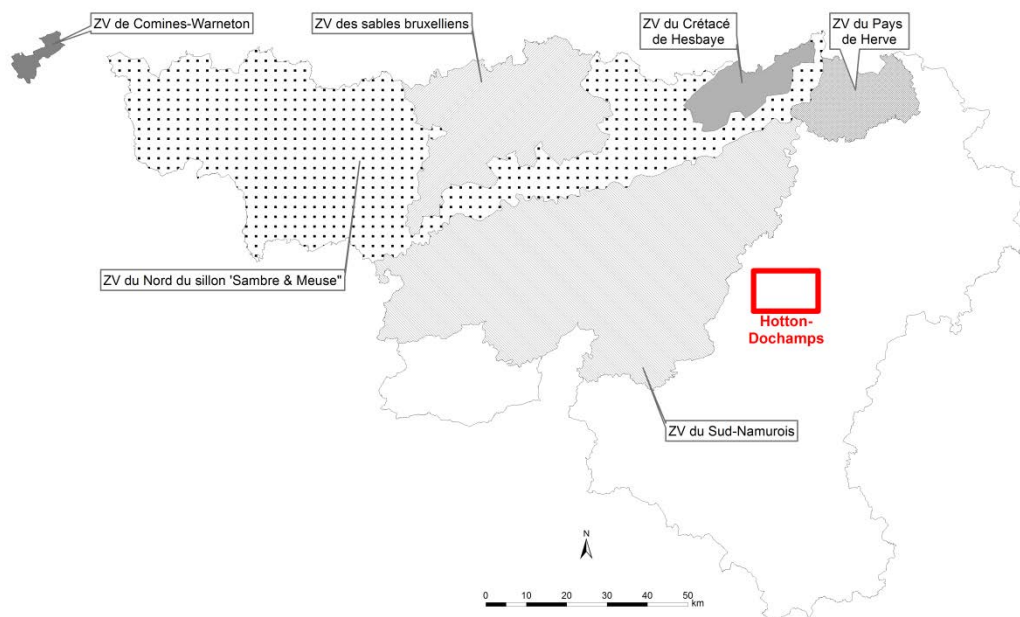 ZV de Comines-Warneton
ZV des sables bruxelliens
ZV du Crétacé
de Hesbaye
ZV du Pays
de Herve
ZV du Nord du sillon 'Sambre & Meuse"
Hotton-
Dochamps
ZV du Sud-Namurois
N
0 10 20 30 40 50
km